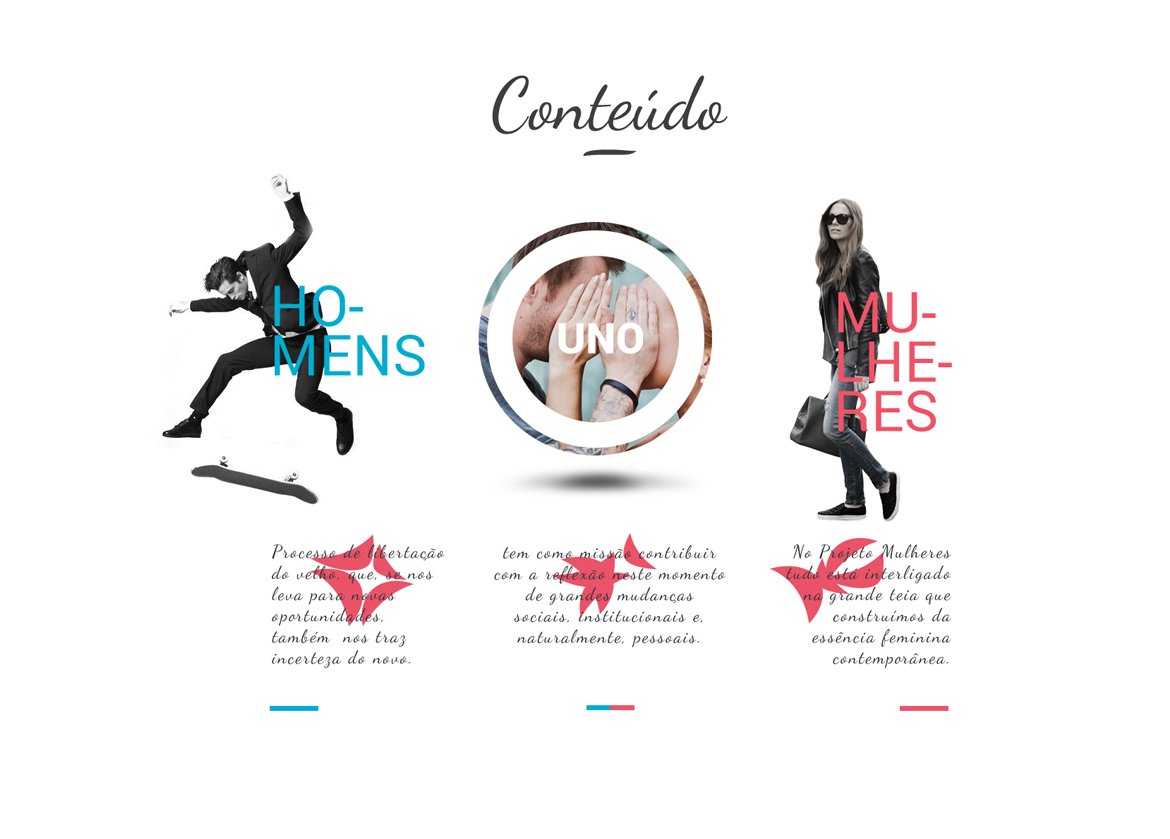 Conteúdo
HO-
MENS
UNO
MU-
LHE-
RES
Processo de libertação
do velho, que, se nos
leva para novas
oportunidades,
também nos traz
incerteza do novo.
tem como missão contribuir
com a reflexão neste momento
de grandes mudanças
sociais, institucionais e,
naturalmente, pessoais.
No Projeto Mulheres
tudo está interligado
na grande teia que
construímos da
essência feminina
contemporânea.